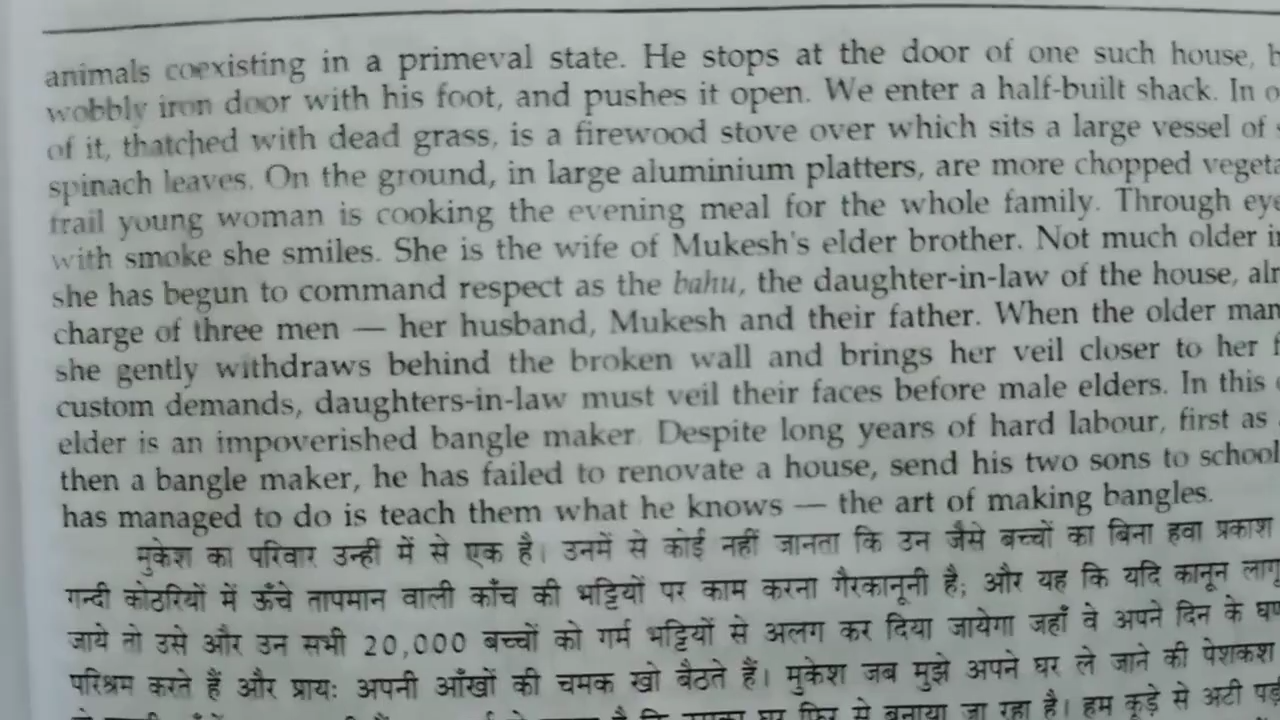 animals coexisting in a primeval state. He stops at the door of one such house,
wobbly iron door with his foot, and pushes it open. We enter a half-built shack. In
of it, thatched with dead grass, is a firewood stove over which sits a large vessel of
spinach leaves. On the ground, in large aluminium platters, are more chopped
frail young woman is cooking the evening meal for the whole family. Through
with smoke she smiles. She is the wife of Mukesh's elder brother. Not much older
she has begun to command respect as the bahu, the daughter-in-law of the house,
charge of three men — her husband, Mukesh and their father. When the older man
she gently withdraws behind the broken wall and brings her veil closer to her
custom demands, daughters-in-law must veil their faces before male elders. In this
elder is an impoverished bangle maker. Despite long years of hard labour, first as
then a bangle maker, he has failed to renovate a house, send his two sons to school
has managed to do is teach them what he knows — the art of making bangles.
मुकेश का परिवार उन्हीं में से एक है। उनमें से कोई नहीं जानता कि उन जैसे बच्चों का बिना हवा प्रकाश
गन्दी कोठरियों में ऊँचे तापमान वाली काँच की भट्टियों पर काम करना गैरकानूनी है; और यह कि यदि कानून लागू
जाये तो उसे और उन सभी 20,000 बच्चों को गर्म भट्टियों से अलग कर दिया जायेगा जहाँ वे अपने दिन के
परिश्रम करते हैं और प्रायः अपनी आँखों की चमक खो बैठते हैं। मुकेश जब मुझे अपने घर ले जाने की पेशकश
घर फिर से बनाया जा रहा है। हम कूड़े से अटी